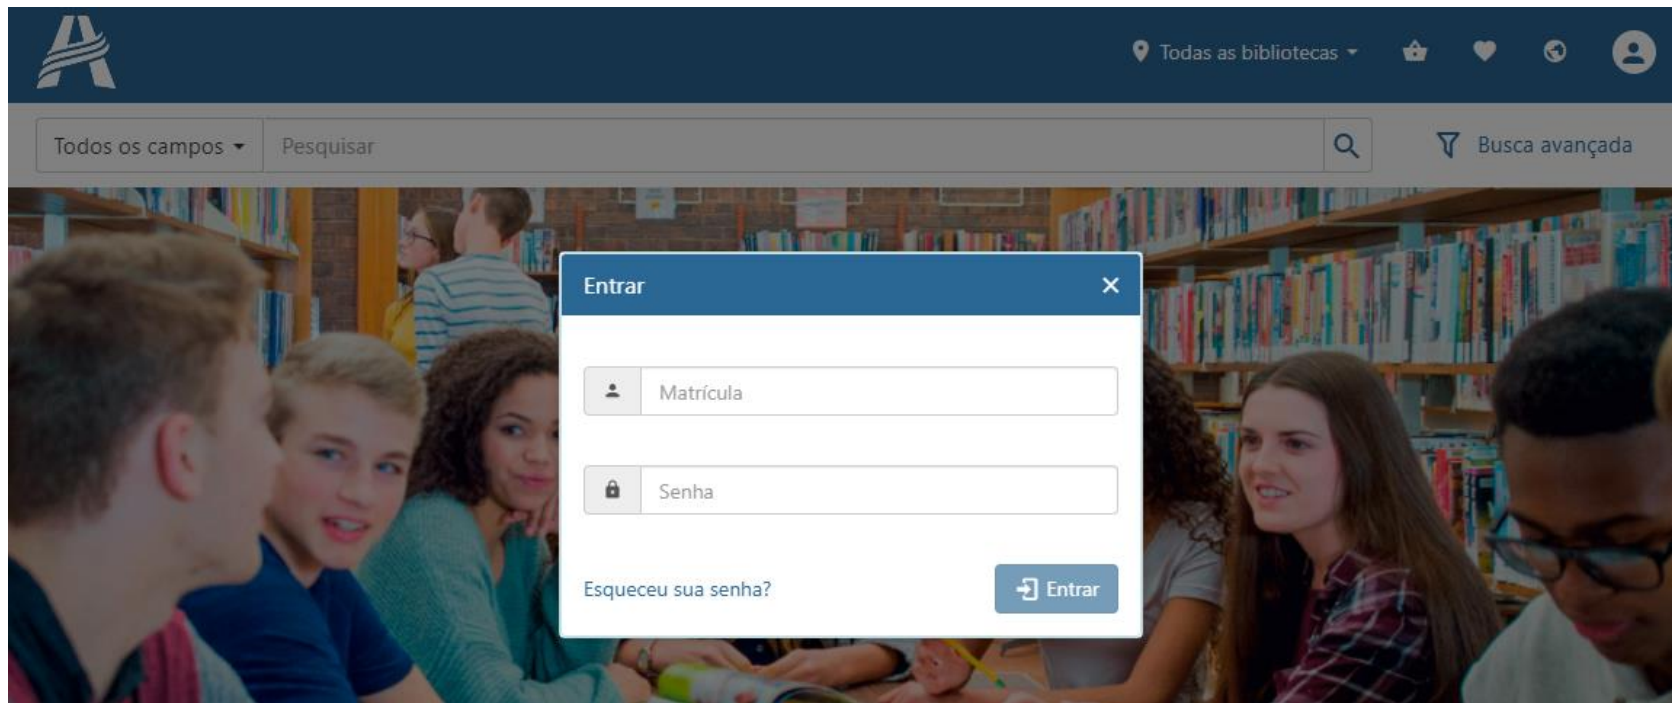 Todas as bibliotecas
Todos os campos
Pesquisar
Busca avançada
Entrar
Matrícula
Senha
Esqueceu sua senha?
Entrar